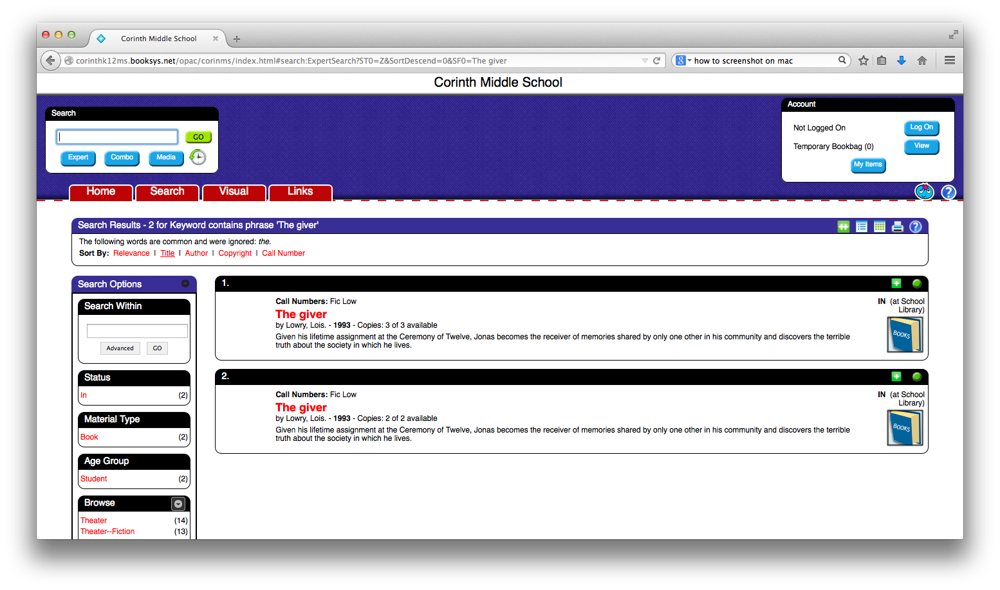 Corinth Middle School
corinthk12ms.booksys.net/opac/corinms/index.html#search:ExpertSearch?ST0=Z&SortDescend=0&SF0=The giver
8 how to screenshot on mac
Corinth Middle School
Search
GO
Expert Combo Media
Account
Not Logged On Log On
Temporary Bookbag (0) View
My Items
Home Search Visual Links
?
Search Results - 2 for Keyword contains phrase 'The giver'
?
The following words are common and were ignored: the.
Sort By: Relevance | Title | Author | Copyright | Call Number
Search Options
Search Within
Advanced GO
Status
In (2)
Material Type
Book (2)
Age Group
Student (2)
Browse
Theater (14)
Theater--Fiction (13)
1.
Call Numbers: Fic Low
The giver
by Lowry, Lois. - 1993 - Copies: 3 of 3 available
Given his lifetime assignment at the Ceremony of Twelve, Jonas becomes the receiver of memories shared by only one other in his community and discovers the terrible
truth about the society in which he lives.
IN (at School
Library)
BOOKS
2.
Call Numbers: Fic Low
The giver
by Lowry, Lois. - 1993 - Copies: 2 of 2 available
Given his lifetime assignment at the Ceremony of Twelve, Jonas becomes the receiver of memories shared by only one other in his community and discovers the terrible
truth about the society in which he lives.
IN (at School
Library)
BOOKS